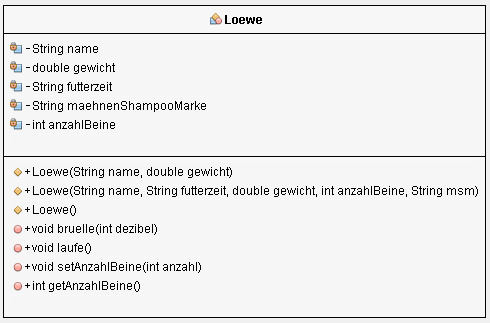 Loewe
- String name
- double gewicht
- String futterzeit
- String maehnenShampooMarke
- int anzahlBeine
+ Loewe(String name, double gewicht)
+ Loewe(String name, String futterzeit, double gewicht, int anzahlBeine, String msm)
+ Loewe()
+ void bruelle(int dezibel)
+ void laufe()
+ void setAnzahlBeine(int anzahl)
+ int getAnzahlBeine()